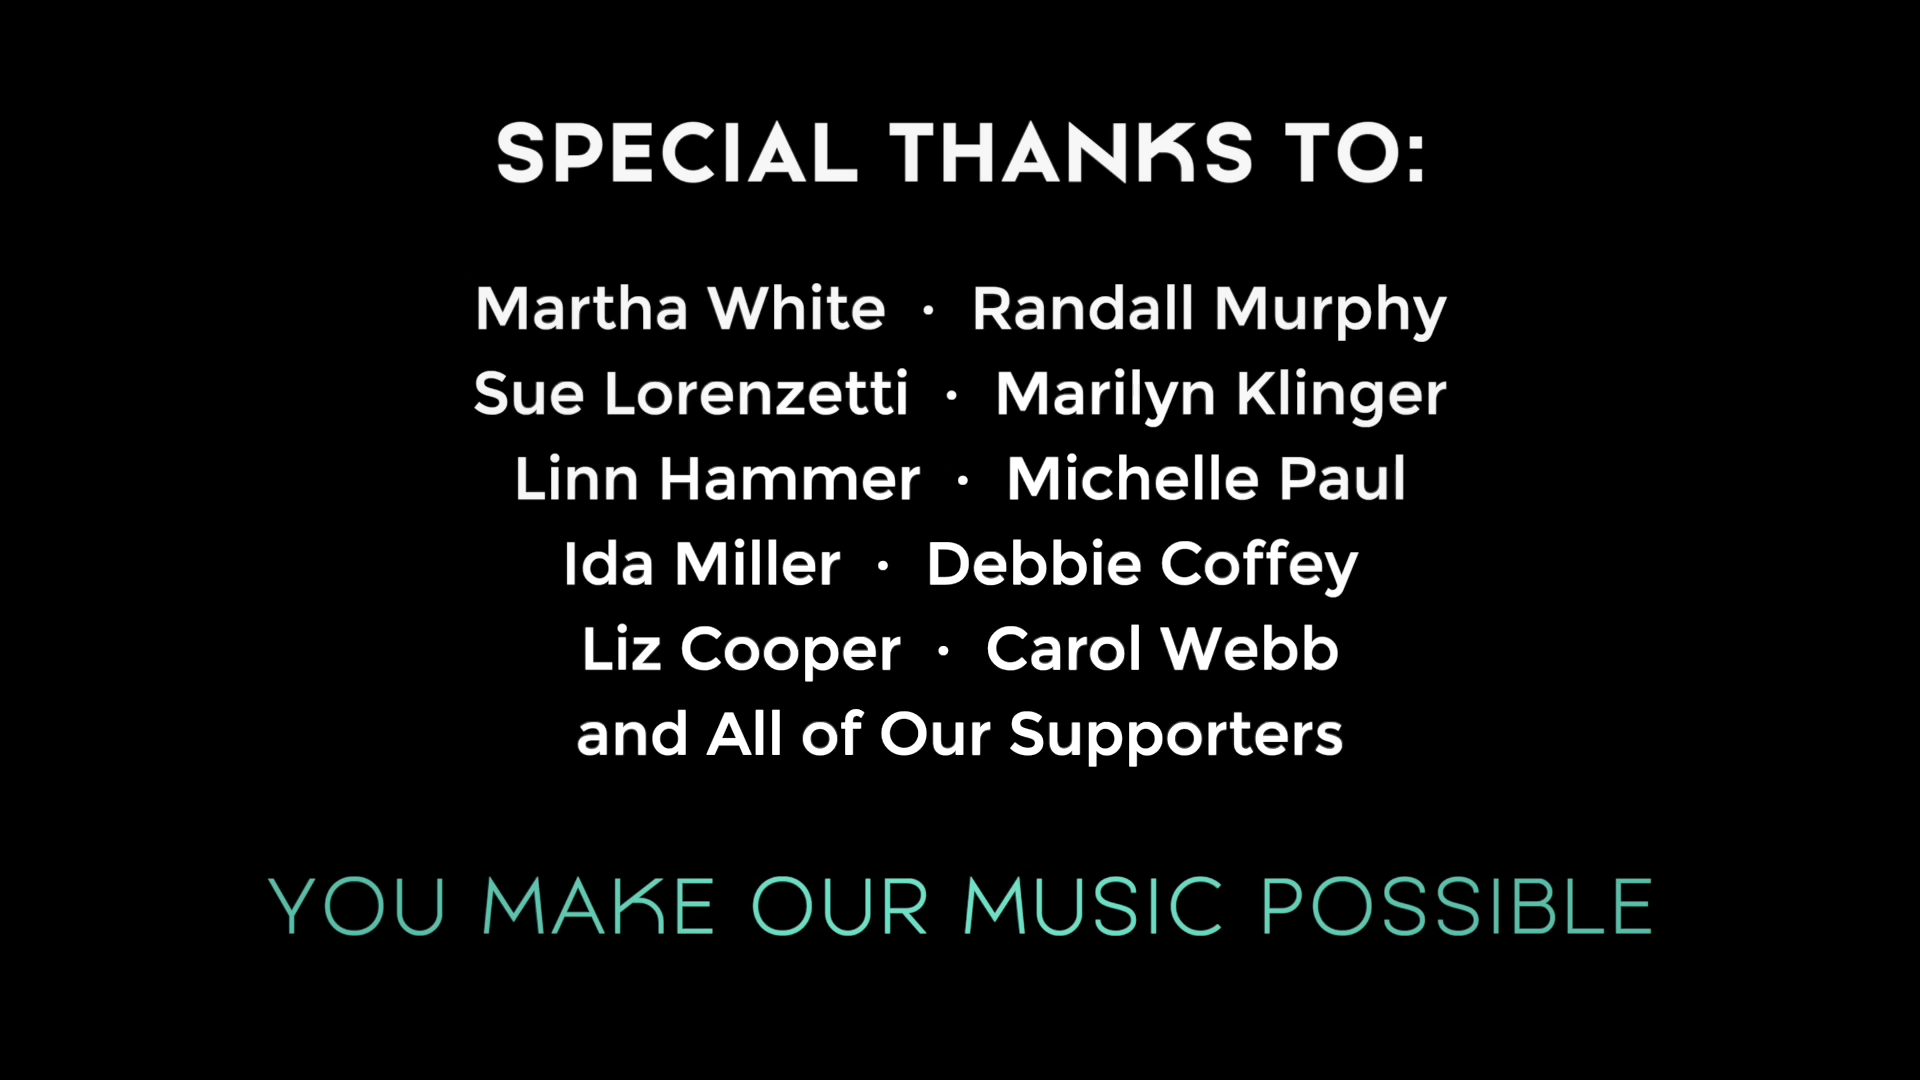 SPECIAL THANKS TO:
Martha White · Randall Murphy
Sue Lorenzetti · Marilyn Klinger
Linn Hammer · Michelle Paul
Ida Miller · Debbie Coffey
Liz Cooper · Carol Webb
and All of Our Supporters
YOU MAKE OUR MUSIC POSSIBLE